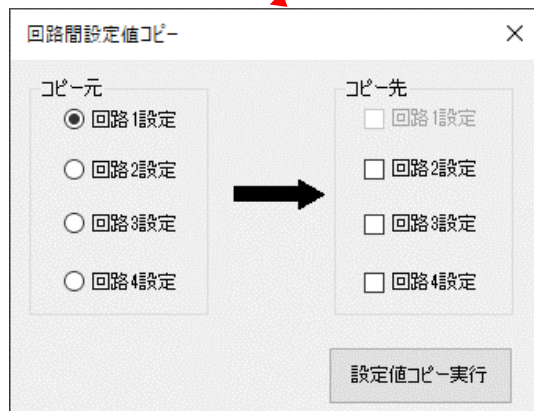 回路間設定値コピー
コピー元
回路1設定
回路2設定
回路3設定
回路4設定
コピー先
回路1設定
回路2設定
回路3設定
回路4設定
設定値コピー実行